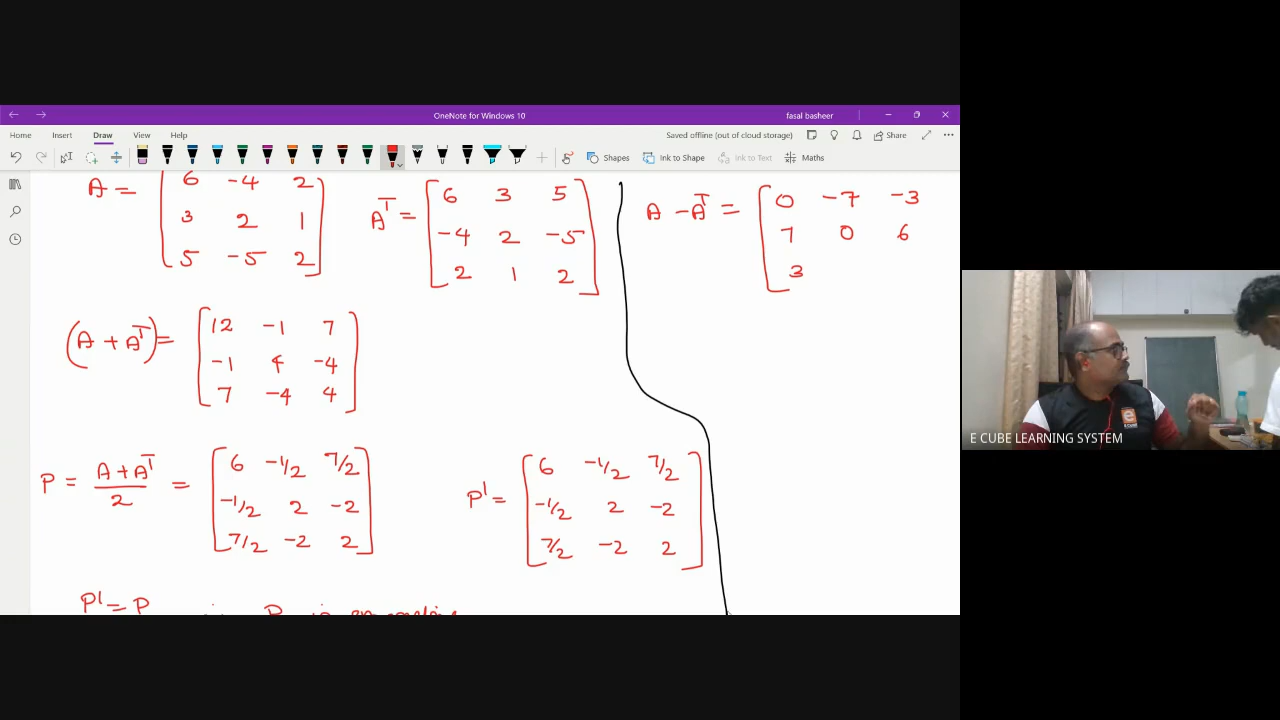 OneNote for Windows 10
fasal basheer
Home Insert Draw View Help
Saved offline (out of cloud storage)
Share
Shapes
Ink to Shape
Ink to Text
Maths
A = [ 6 -4 2
3 2 1
5 -5 2 ]
A^T = [ 6 3 5
-4 2 -5
2 1 2 ]
(A + A^T) = [ 12 -1 7
-1 4 -4
7 -4 4 ]
P = (A + A^T)/2 = [ 6 -1/2 7/2
-1/2 2 -2
7/2 -2 2 ]
P' = [ 6 -1/2 7/2
-1/2 2 -2
7/2 -2 2 ]
P' = P
A - A^T = [ 0 -7 -3
7 0 6
3
E CUBE LEARNING SYSTEM